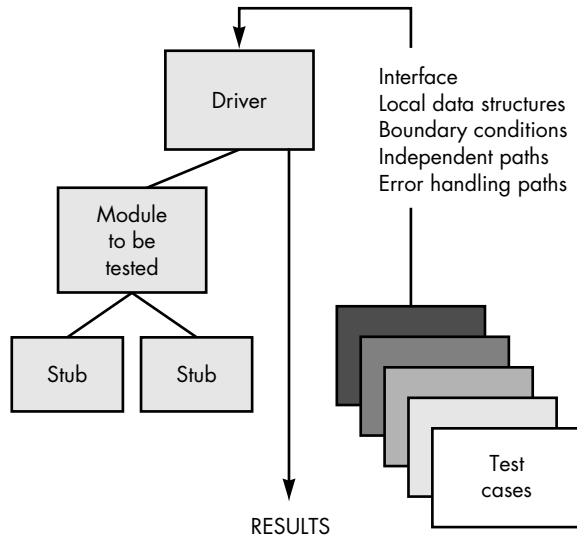 Driver
Interface
Local data structures
Boundary conditions
Independent paths
Error handling paths
Module
to be
tested
Stub
Stub
Test
cases
RESULTS